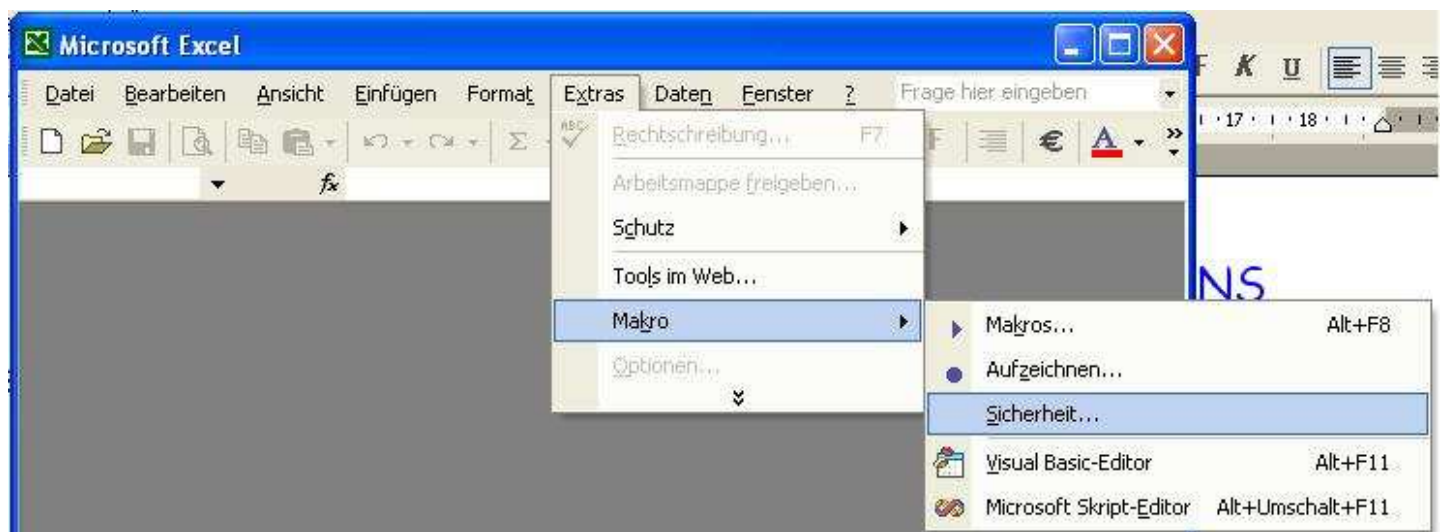 Microsoft Excel
Datei Bearbeiten Ansicht Einfügen Format Extras Daten Fenster ? Frage hier eingeben
K U
17 18
ABC Rechtschreibung... F7 F € A
fx
Arbeitsmappe freigeben...
Schutz
Tools im Web...
NS
Makro
Makros... Alt+F8
Optionen...
Aufzeichnen...
Sicherheit...
Visual Basic-Editor Alt+F11
Microsoft Skript-Editor Alt+Umschalt+F11